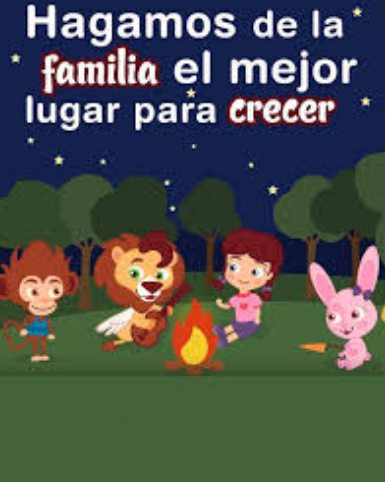 Hagamos de la
familia el mejor
lugar para crecer